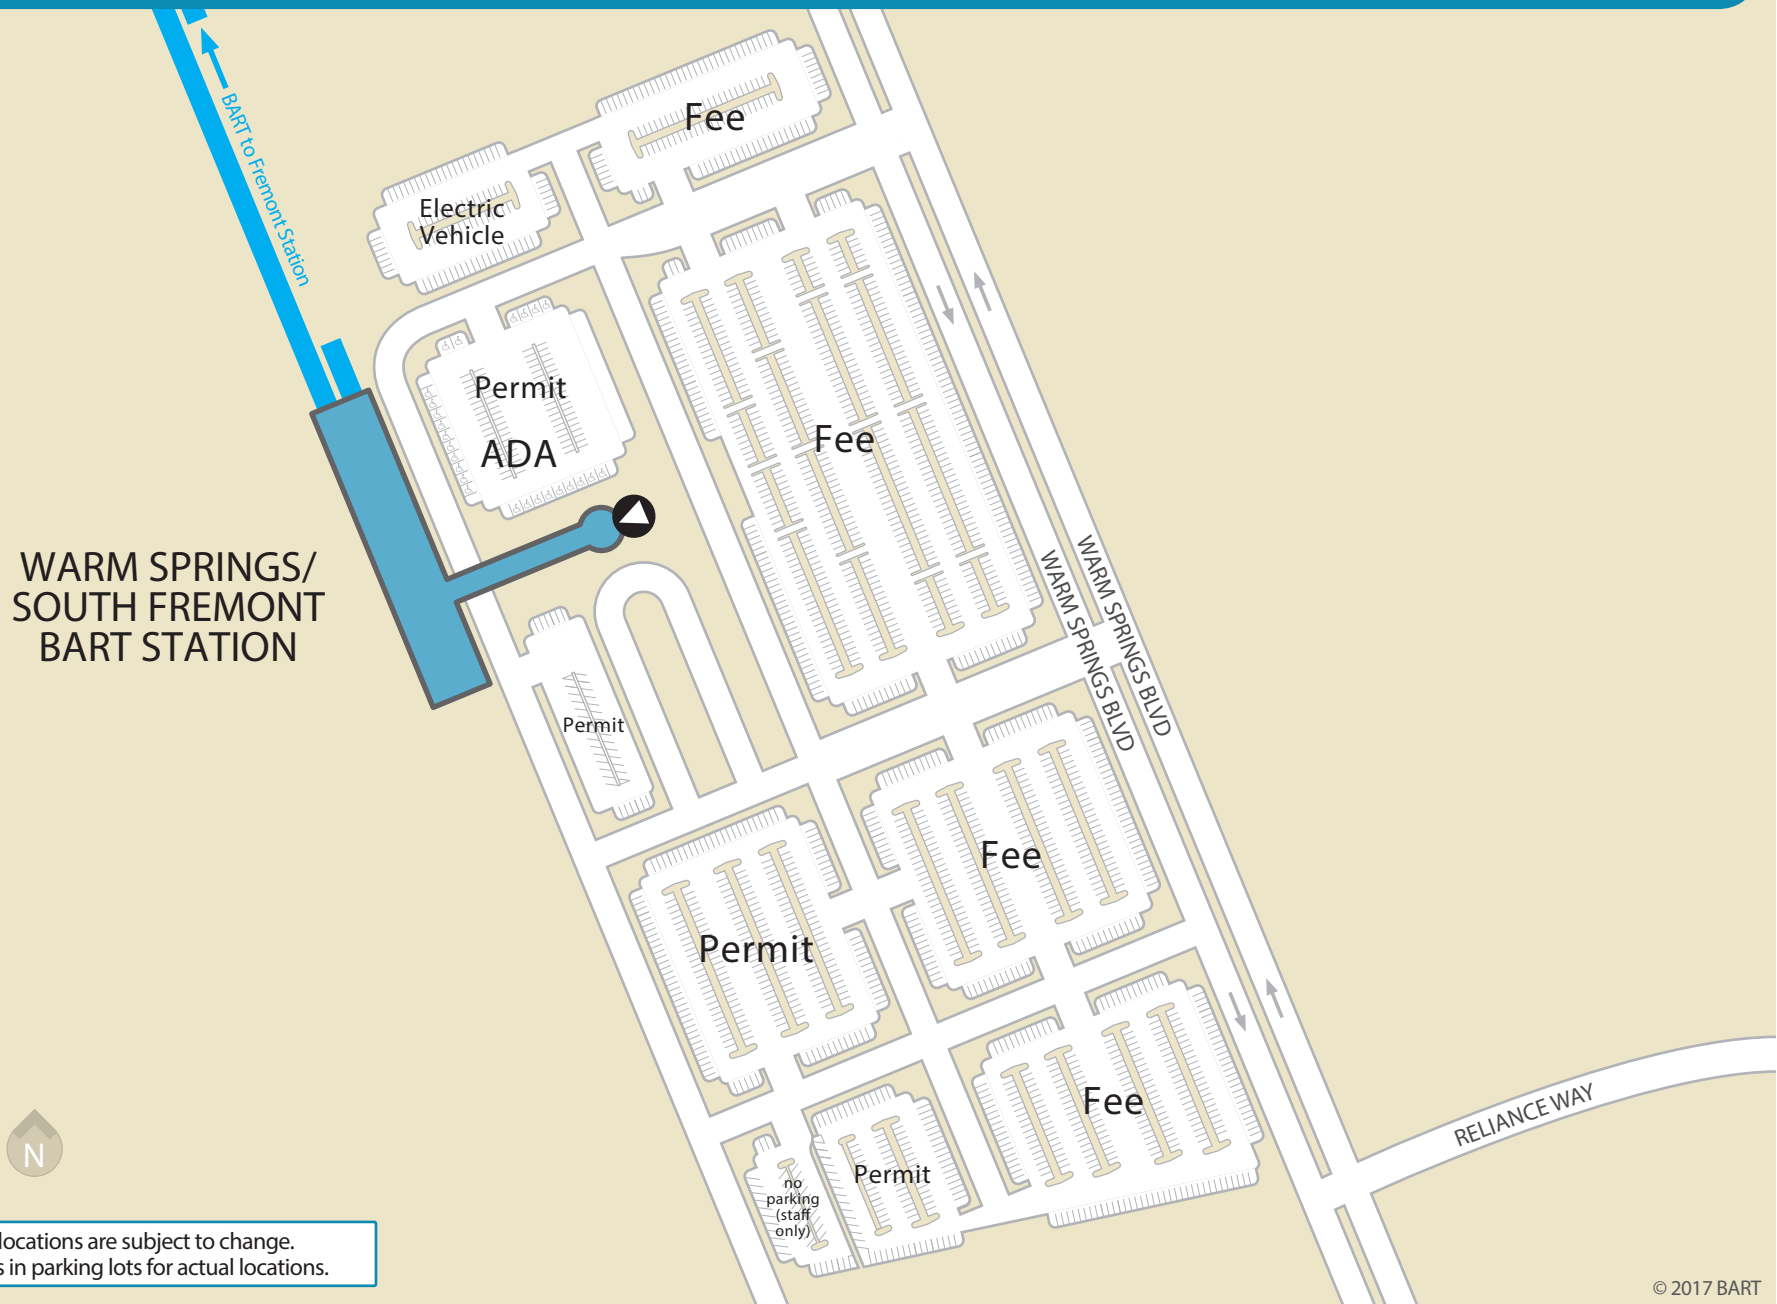 BART to Fremont Station
Fee
Electric
Vehicle
Permit
ADA
Fee
WARM SPRINGS/
SOUTH FREMONT
BART STATION
WARM SPRINGS BLVD
WARM SPRINGS BLVD
Permit
Fee
Permit
Fee
RELIANCE WAY
N
Permit
no
parking
(staff
only)
locations are subject to change.
in parking lots for actual locations.
© 2017 BART